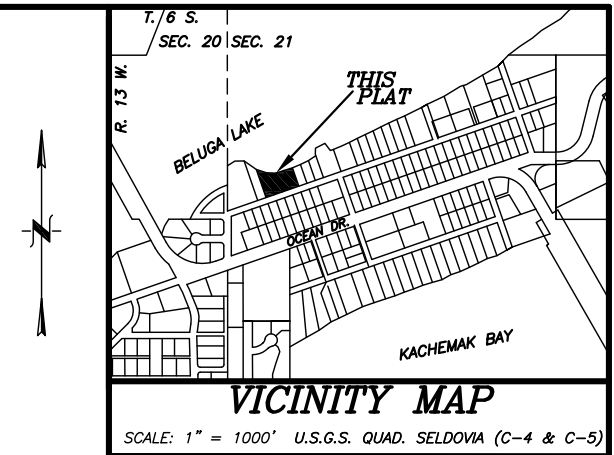 T. 6 S.
SEC. 20 SEC. 21
R. 13 W.
THIS
PLAT
BELUGA LAKE
N
OCEAN DR.
KACHEMAK BAY
VICINITY MAP
SCALE: 1" = 1000' U.S.G.S. QUAD. SELDOVIA (C-4 & C-5)